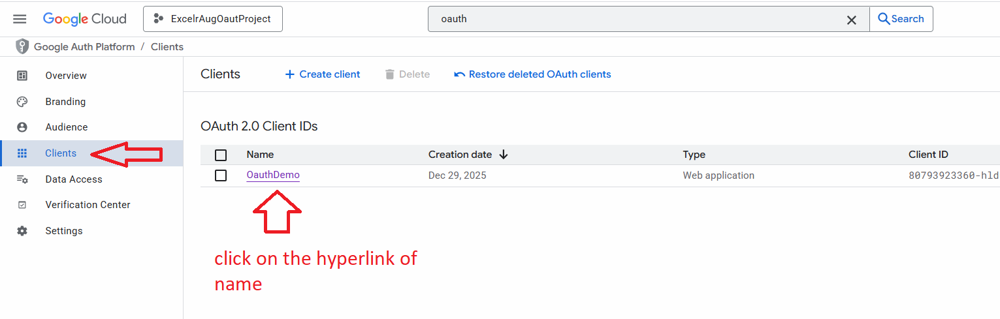 Google Cloud
ExcelrAugOautProject
oauth
Search
Google Auth Platform / Clients
Overview
Branding
Audience
Clients
Data Access
Verification Center
Settings
Clients
Create client
Delete
Restore deleted OAuth clients
OAuth 2.0 Client IDs
Name Creation date Type Client ID
OauthDemo Dec 29, 2025 Web application 80793923360-hld
click on the hyperlink of
name